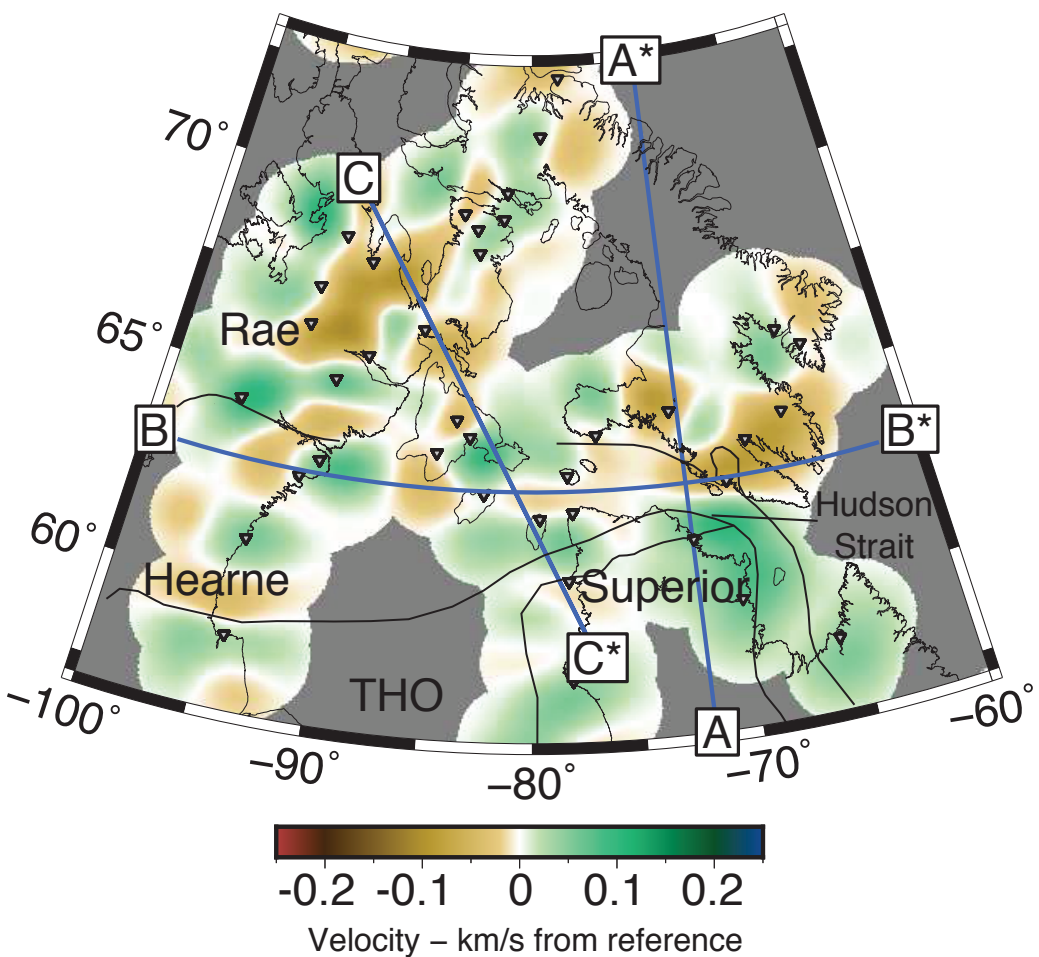 A*
70°
C
65°
Rae
B
B*
Hudson
Strait
60°
Hearne
Superior
C*
THO
A
−100°
−90°
−80°
−70°
−60°
-0.2 -0.1 0 0.1 0.2
Velocity − km/s from reference